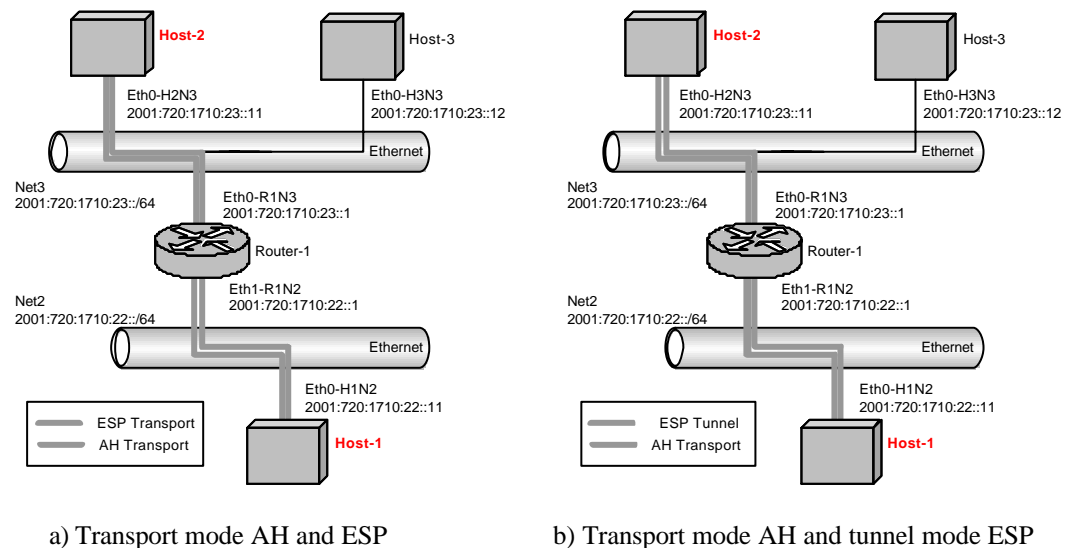 Host-2
Host-3
Eth0-H2N3
2001:720:1710:23::11
Eth0-H3N3
2001:720:1710:23::12
Ethernet
Net3
2001:720:1710:23::/64
Eth0-R1N3
2001:720:1710:23::1
Router-1
Net2
2001:720:1710:22::/64
Eth1-R1N2
2001:720:1710:22::1
Ethernet
Eth0-H1N2
2001:720:1710:22::11
ESP Transport
AH Transport
Host-1
a) Transport mode AH and ESP
Host-2
Host-3
Eth0-H2N3
2001:720:1710:23::11
Eth0-H3N3
2001:720:1710:23::12
Ethernet
Net3
2001:720:1710:23::/64
Eth0-R1N3
2001:720:1710:23::1
Router-1
Net2
2001:720:1710:22::/64
Eth1-R1N2
2001:720:1710:22::1
Ethernet
Eth0-H1N2
2001:720:1710:22::11
ESP Tunnel
AH Transport
Host-1
b) Transport mode AH and tunnel mode ESP